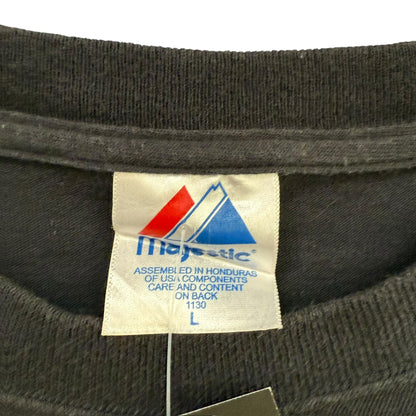 majestic®
ASSEMBLED IN HONDURAS
OF USA COMPONENTS
CARE AND CONTENT
ON BACK
1130
L